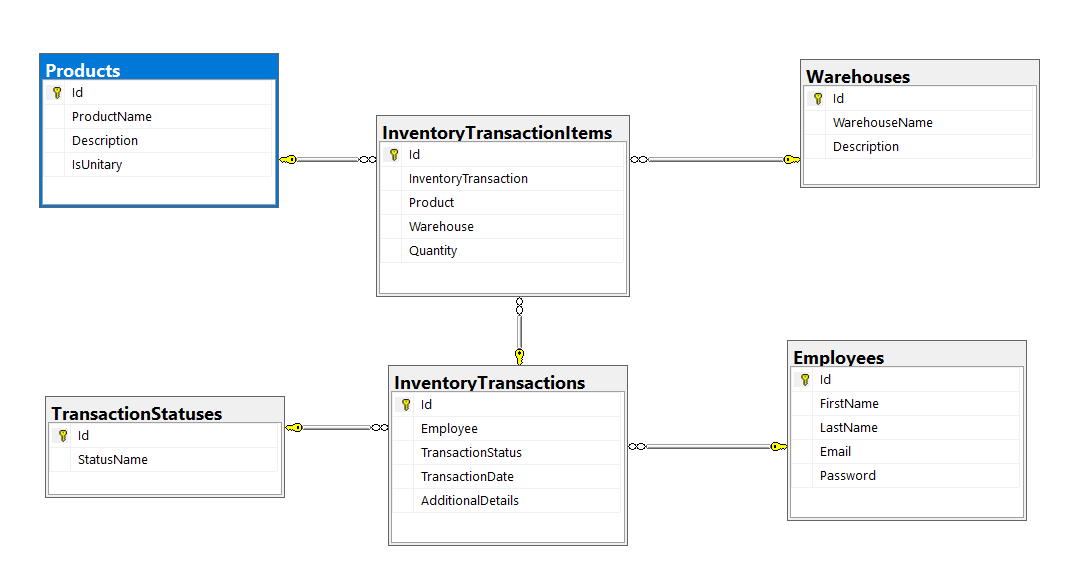 Products
Id
ProductName
Description
IsUnitary
InventoryTransactionItems
Id
InventoryTransaction
Product
Warehouse
Quantity
Warehouses
Id
WarehouseName
Description
TransactionStatuses
Id
StatusName
InventoryTransactions
Id
Employee
TransactionStatus
TransactionDate
AdditionalDetails
Employees
Id
FirstName
LastName
Email
Password